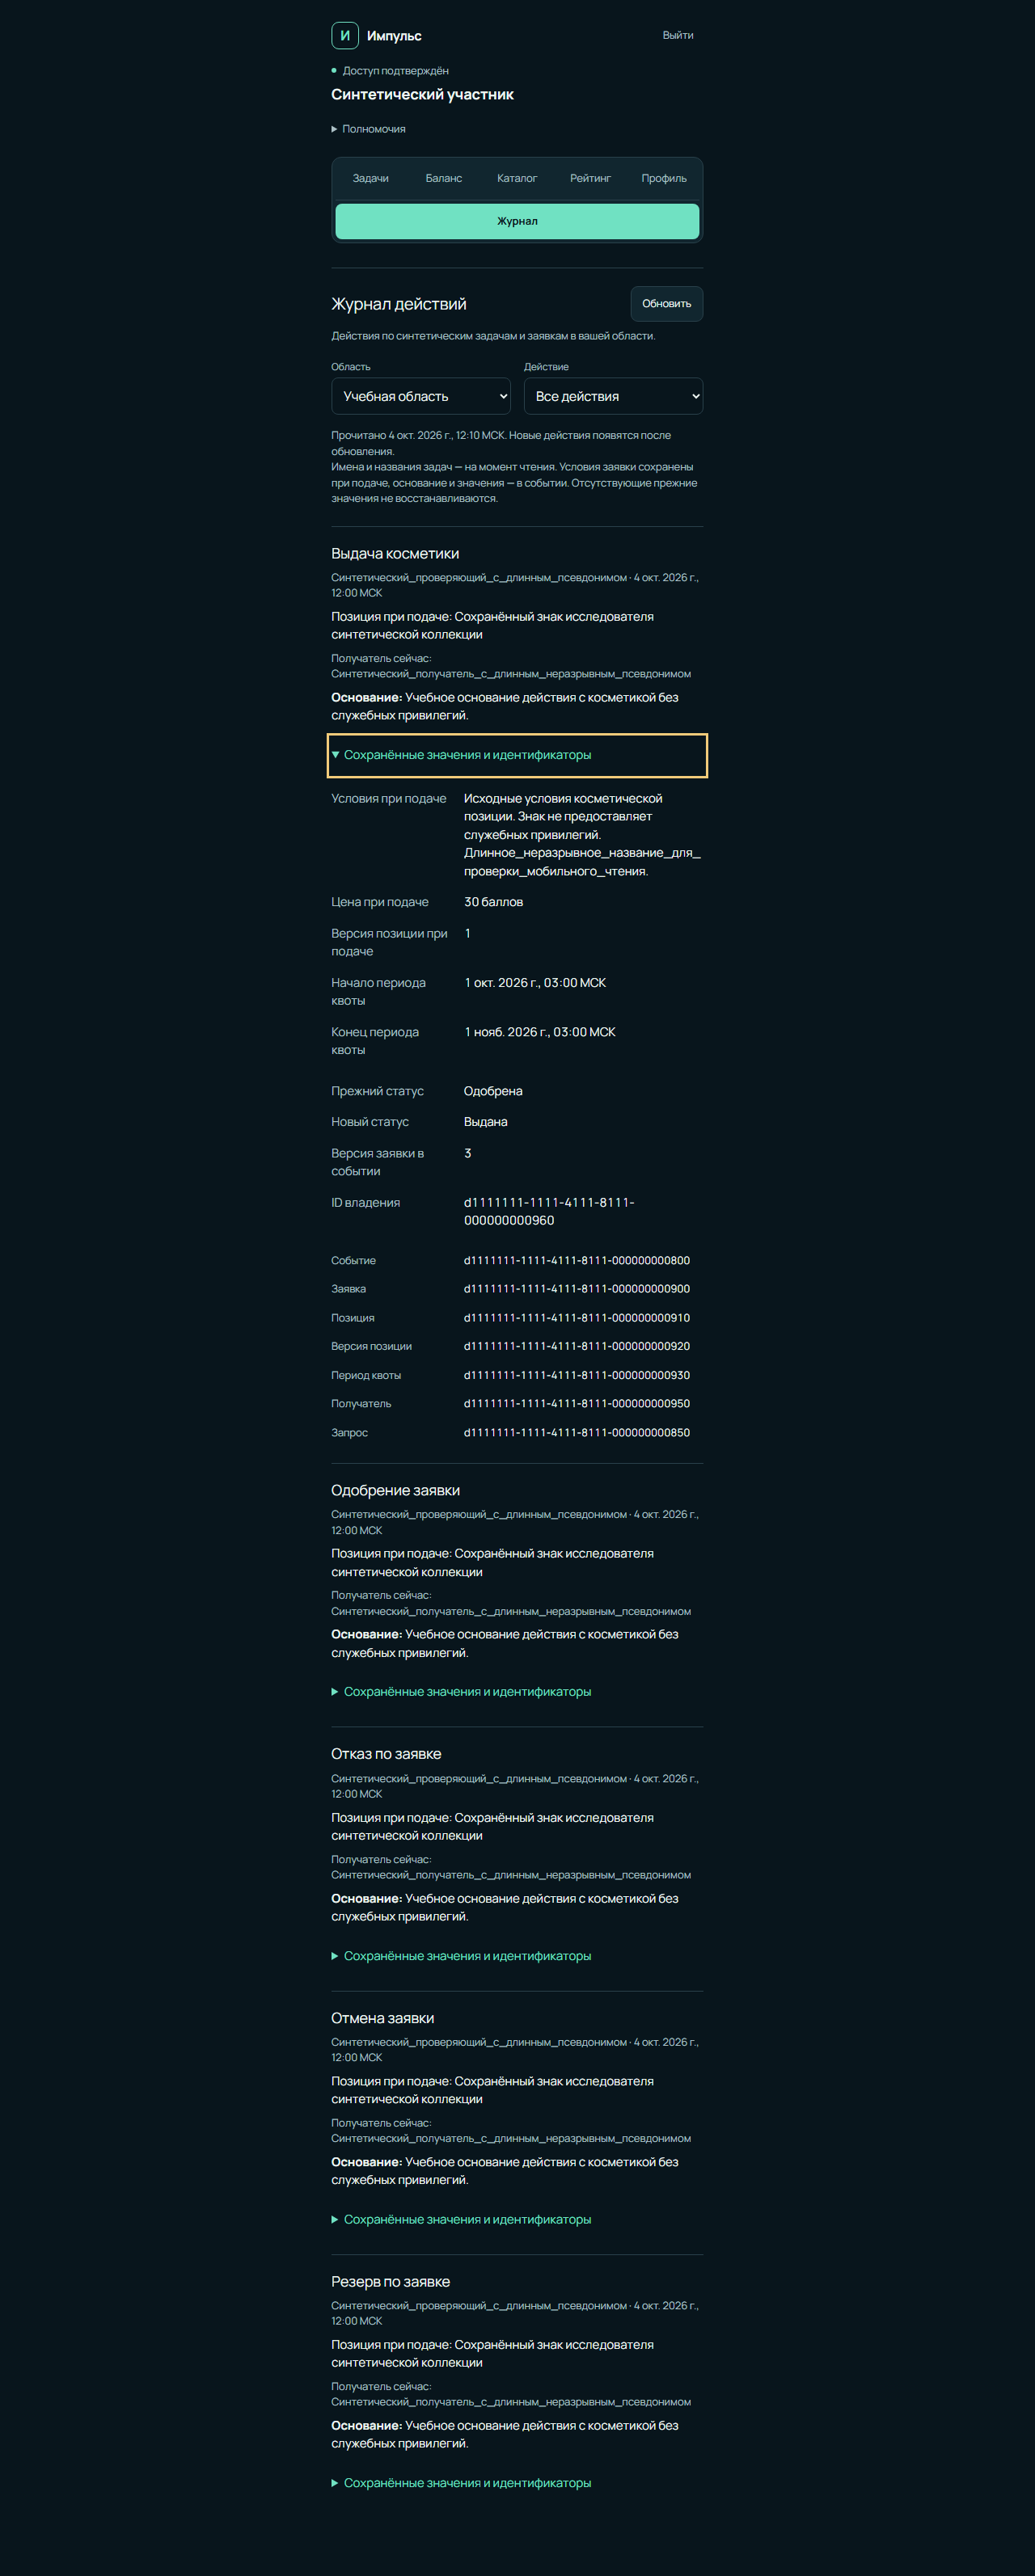 И Импульс Выйти
Доступ подтверждён
Синтетический участник
Полномочия
Задачи Баланс Каталог Рейтинг Профиль
Журнал
Журнал действий Обновить
Действия по синтетическим задачам и заявкам в вашей области.
Область Действие
Учебная область Все действия
Прочитано 4 окт. 2026 г., 12:10 МСК. Новые действия появятся после
обновления.
Имена и названия задач — на момент чтения. Условия заявки сохранены
при подаче, основание и значения — в событии. Отсутствующие прежние
значения не восстанавливаются.
Выдача косметики
Синтетический_проверяющий_с_длинным_псевдонимом · 4 окт. 2026 г.,
12:00 МСК
Позиция при подаче: Сохранённый знак исследователя
синтетической коллекции
Получатель сейчас:
Синтетический_получатель_с_длинным_неразрывным_псевдонимом
Основание: Учебное основание действия с косметикой без
служебных привилегий.
Сохранённые значения и идентификаторы
Условия при подаче Исходные условия косметической
позиции. Знак не предоставляет
служебных привилегий.
Длинное_неразрывное_название_для_
проверки_мобильного_чтения.
Цена при подаче 30 баллов
Версия позиции при 1
подаче
Начало периода 1 окт. 2026 г., 03:00 МСК
квоты
Конец периода 1 нояб. 2026 г., 03:00 МСК
квоты
Прежний статус Одобрена
Новый статус Выдана
Версия заявки в 3
событии
ID владения d1111111-1111-4111-8111-
000000000960
Событие d1111111-1111-4111-8111-000000000800
Заявка d1111111-1111-4111-8111-000000000900
Позиция d1111111-1111-4111-8111-000000000910
Версия позиции d1111111-1111-4111-8111-000000000920
Период квоты d1111111-1111-4111-8111-000000000930
Получатель d1111111-1111-4111-8111-000000000950
Запрос d1111111-1111-4111-8111-000000000850
Одобрение заявки
Синтетический_проверяющий_с_длинным_псевдонимом · 4 окт. 2026 г.,
12:00 МСК
Позиция при подаче: Сохранённый знак исследователя
синтетической коллекции
Получатель сейчас:
Синтетический_получатель_с_длинным_неразрывным_псевдонимом
Основание: Учебное основание действия с косметикой без
служебных привилегий.
Сохранённые значения и идентификаторы
Отказ по заявке
Синтетический_проверяющий_с_длинным_псевдонимом · 4 окт. 2026 г.,
12:00 МСК
Позиция при подаче: Сохранённый знак исследователя
синтетической коллекции
Получатель сейчас:
Синтетический_получатель_с_длинным_неразрывным_псевдонимом
Основание: Учебное основание действия с косметикой без
служебных привилегий.
Сохранённые значения и идентификаторы
Отмена заявки
Синтетический_проверяющий_с_длинным_псевдонимом · 4 окт. 2026 г.,
12:00 МСК
Позиция при подаче: Сохранённый знак исследователя
синтетической коллекции
Получатель сейчас:
Синтетический_получатель_с_длинным_неразрывным_псевдонимом
Основание: Учебное основание действия с косметикой без
служебных привилегий.
Сохранённые значения и идентификаторы
Резерв по заявке
Синтетический_проверяющий_с_длинным_псевдонимом · 4 окт. 2026 г.,
12:00 МСК
Позиция при подаче: Сохранённый знак исследователя
синтетической коллекции
Получатель сейчас:
Синтетический_получатель_с_длинным_неразрывным_псевдонимом
Основание: Учебное основание действия с косметикой без
служебных привилегий.
Сохранённые значения и идентификаторы